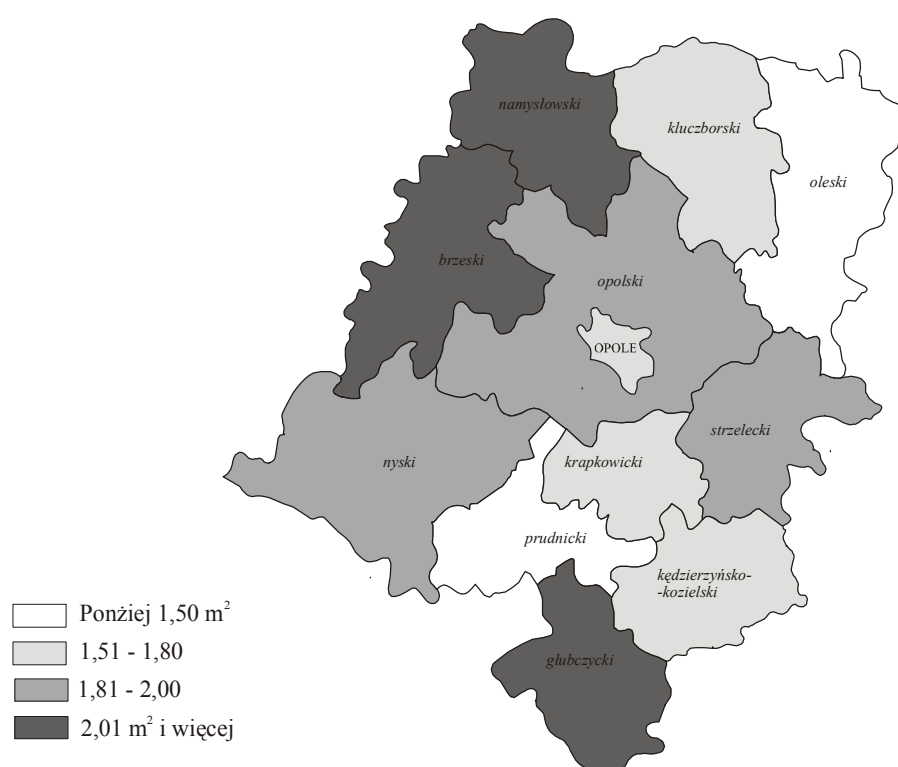 namysłowski
kluczborski
oleski
brzeski
opolski
OPOLE
strzelecki
nyski
krapkowicki
prudnicki
kędzierzyńsko-
-kozielski
głubczycki
Ponżiej 1,50 m²
1,51 - 1,80
1,81 - 2,00
2,01 m² i więcej